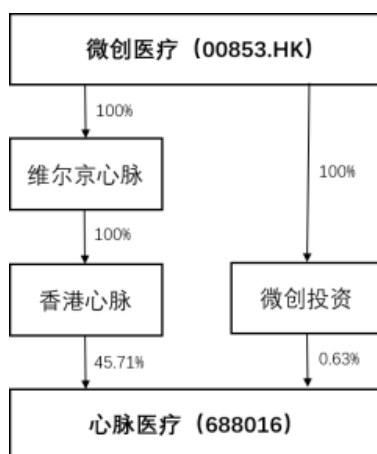 微创医疗（00853.HK）
100%
维尔京心脉
100%
100%
香港心脉
微创投资
45.71%
0.63%
心脉医疗（688016）